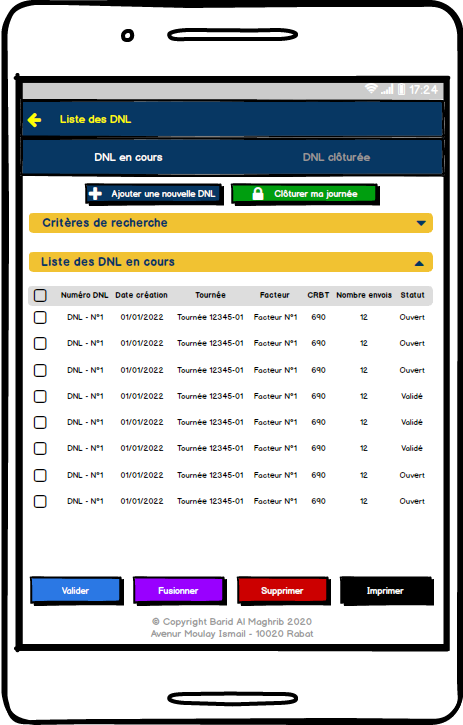 17:24
Liste des DNL
DNL en cours DNL clôturée
Ajouter une nouvelle DNL Clôturer ma journée
Critères de recherche
Liste des DNL en cours
Numéro DNL Date création Tournée Facteur CRBT Nombre envois Statut
DNL - N°1 01/01/2022 Tournée 12345-01 Facteur N°1 690 12 Ouvert
DNL - N°1 01/01/2022 Tournée 12345-01 Facteur N°1 690 12 Ouvert
DNL - N°1 01/01/2022 Tournée 12345-01 Facteur N°1 690 12 Ouvert
DNL - N°1 01/01/2022 Tournée 12345-01 Facteur N°1 690 12 Validé
DNL - N°1 01/01/2022 Tournée 12345-01 Facteur N°1 690 12 Validé
DNL - N°1 01/01/2022 Tournée 12345-01 Facteur N°1 690 12 Validé
DNL - N°1 01/01/2022 Tournée 12345-01 Facteur N°1 690 12 Ouvert
DNL - N°1 01/01/2022 Tournée 12345-01 Facteur N°1 690 12 Ouvert
Valider Fusionner Supprimer Imprimer
© Copyright Barid Al Maghrib 2020
Avenur Moulay Ismail - 10020 Rabat